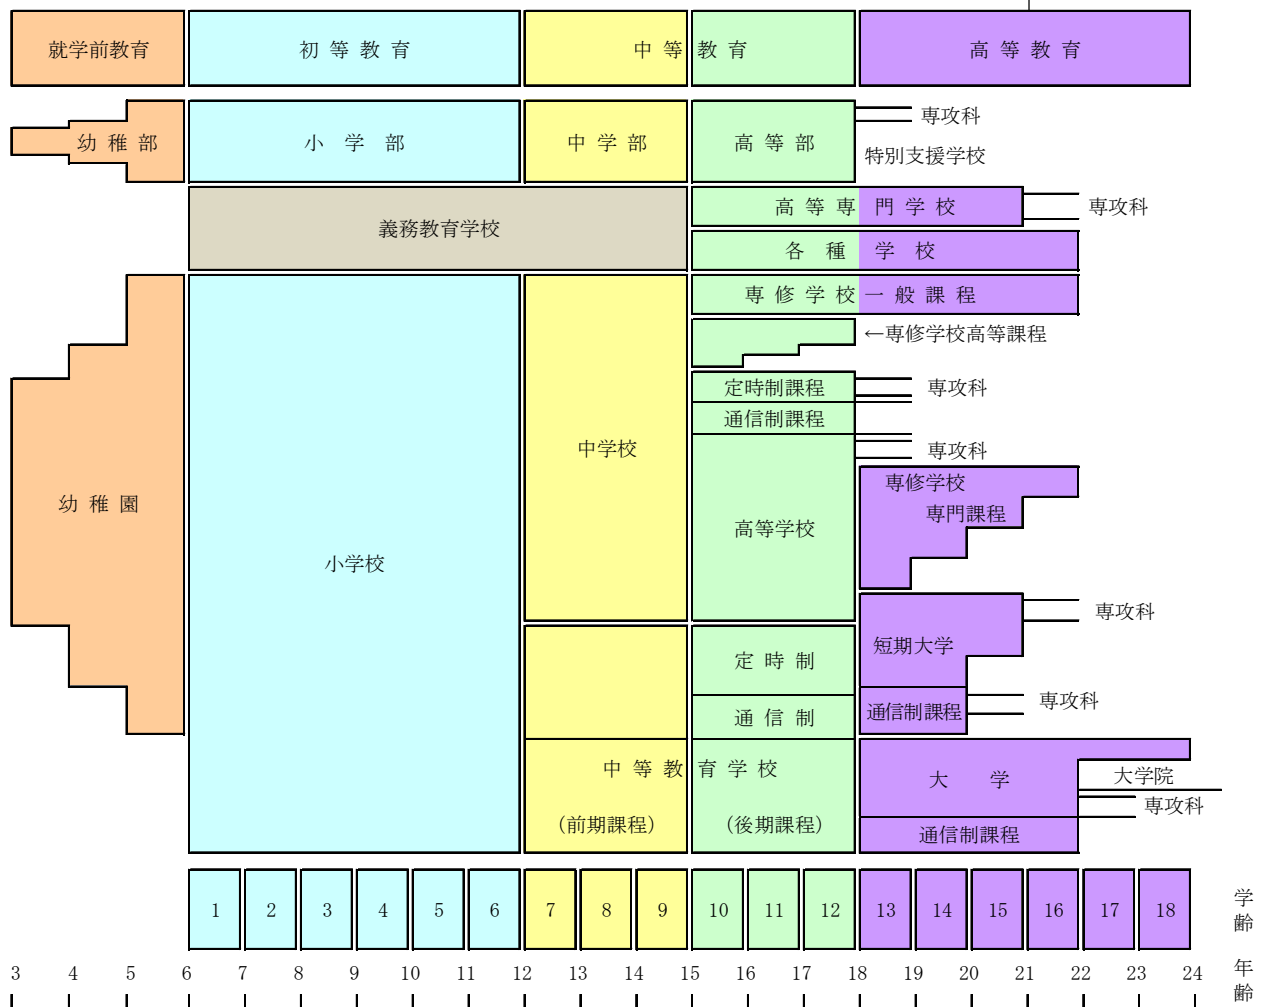 就学前教育
初等教育
中等教育
高等教育
幼稚部
小学部
中学部
高等部
専攻科
特別支援学校
義務教育学校
高等専門学校
専攻科
各種学校
専修学校一般課程
←専修学校高等課程
定時制課程
専攻科
通信制課程
専攻科
中学校
幼稚園
小学校
高等学校
専修学校
専門課程
専攻科
短期大学
定時制
通信制
通信制課程
専攻科
中等教育学校
(前期課程)
(後期課程)
大学
大学院
専攻科
通信制課程
1 2 3 4 5 6 7 8 9 10 11 12 13 14 15 16 17 18 学齢
3 4 5 6 7 8 9 10 11 12 13 14 15 16 17 18 19 20 21 22 23 24 年齢